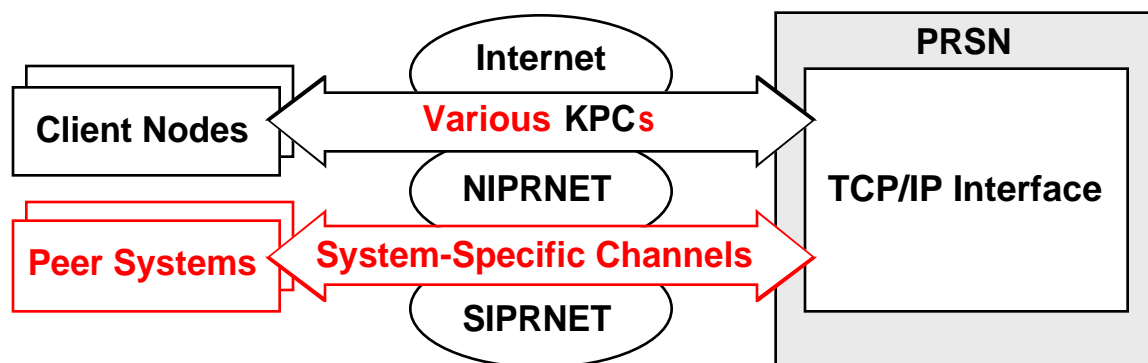 Internet
PRSN
Client Nodes
Various KPCs
TCP/IP Interface
NIPRNET
Peer Systems
System-Specific Channels
SIPRNET